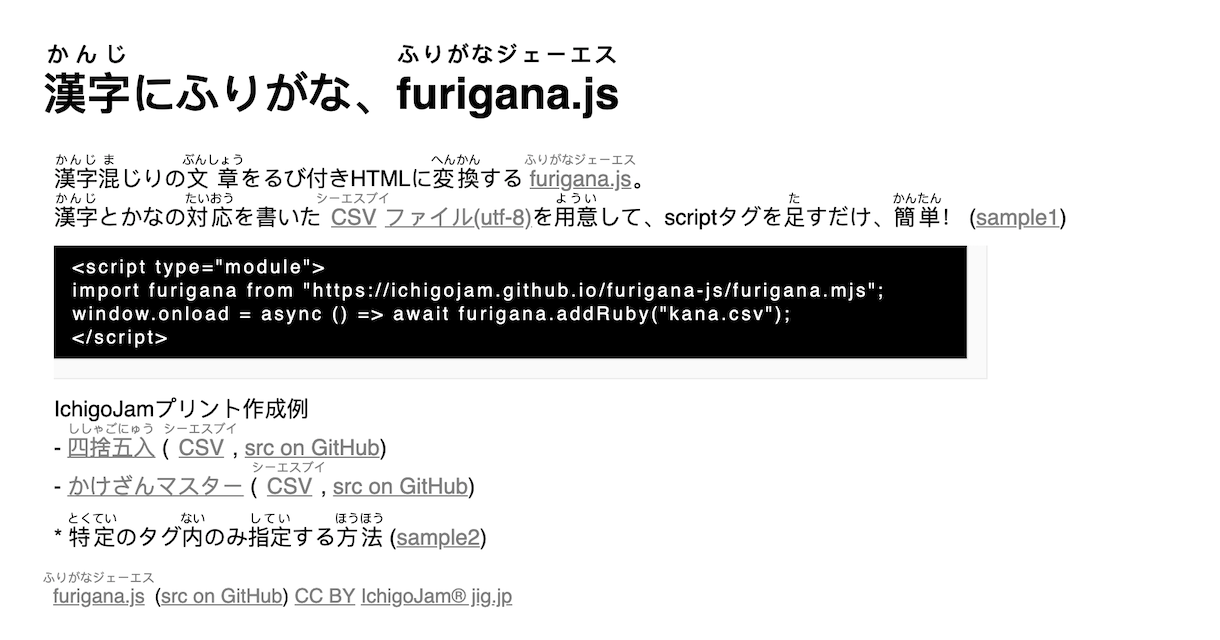 かんじ ふりがなジェーエス
漢字にふりがな、furigana.js
かんじ ま ぶんしょう へんかん ふりがなジェーエス
漢字混じりの文章をるび付きHTMLに変換する furigana.js。
かんじ たいおう シーエスブイ ようい た かんたん
漢字とかなの対応を書いた CSV ファイル(utf-8)を用意して、scriptタグを足すだけ、簡単! (sample1)
<script type="module">
import furigana from "https://ichigojam.github.io/furigana-js/furigana.mjs";
window.onload = async () => await furigana.addRuby("kana.csv");
</script>
IchigoJamプリント作成例
ししゃごにゅう シーエスブイ
- 四捨五入 ( CSV , src on GitHub)
シーエスブイ
- かけざんマスター ( CSV , src on GitHub)
とくてい ない してい ほうほう
* 特定のタグ内のみ指定する方法 (sample2)
ふりがなジェーエス
furigana.js (src on GitHub) CC BY IchigoJam® jig.jp